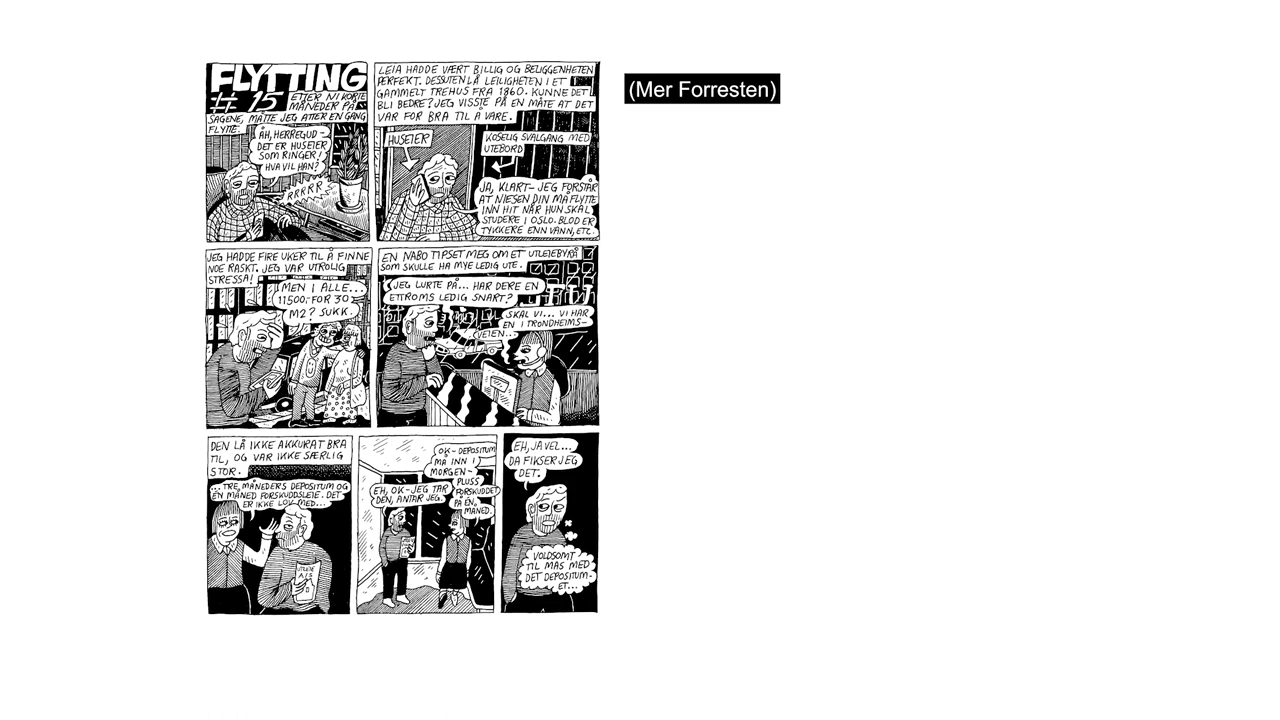 FLYTTING
# 15
ETTER NI KORTE
MÅNEDER PÅ
SAGENE, MÅTTE JEG ATTER EN GANG
FLYTTE.
ÅH, HERREGUD -
DET ER HUSEIER
SOM RINGER!
HVA VIL HAN?
RRRRR
LEIA HADDE VÆRT BILLIG OG BELIGGENHETEN
PERFEKT. DESSUTEN LÅ LEILIGHETEN I ET
GAMMELT TREHUS FRA 1860. KUNNE DET
BLI BEDRE? JEG VISSTE PÅ EN MÅTE AT DET
VAR FOR BRA TIL Å VARE.
HUSEIER
KOSELIG SVALGANG MED
UTEBORD
JA, KLART- JEG FORSTÅR
AT NIESEN DIN MÅ FLYTTE
INN HIT NÅR HUN SKAL
STUDERE I OSLO. BLOD ER
TYKKERE ENN VANN, ETC.
JEG HADDE FIRE UKER TIL Å FINNE
NOE RASKT. JEG VAR UTROLIG
STRESSA!
MEN I ALLE...
11500,- FOR 30
M2? SUKK.
EN NABO TIPSET MEG OM ET UTLEIEBYRÅ
SOM SKULLE HA MYE LEDIG UTE.
JEG LURTE PÅ... HAR DERE EN
ETTROMS LEDIG SNART?
SKAL VI... VI HAR
EN I TRONDHEIMS-
VEIEN...
DEN LÅ IKKE AKKURAT BRA
TIL, OG VAR IKKE SÆRLIG
STOR.
...TRE MÅNEDERS DEPOSITUM OG
EN MÅNED FORSKUDDSLEIE. DET
ER IKKE LOV MED...
UTLEIE
A/S
OK- DEPOSITUM
MÅ INN I
MORGEN-
PLUSS
FORSKUDDET
PÅ EN
MÅNED.
EH, OK- JEG TAR
DEN, ANTAR JEG.
EH, JAVEL...
DA FIKSER JEG
DET.
VOLDSOMT
TIL MAS MED
DET DEPOSITUM-
ET...
(Mer Forresten)